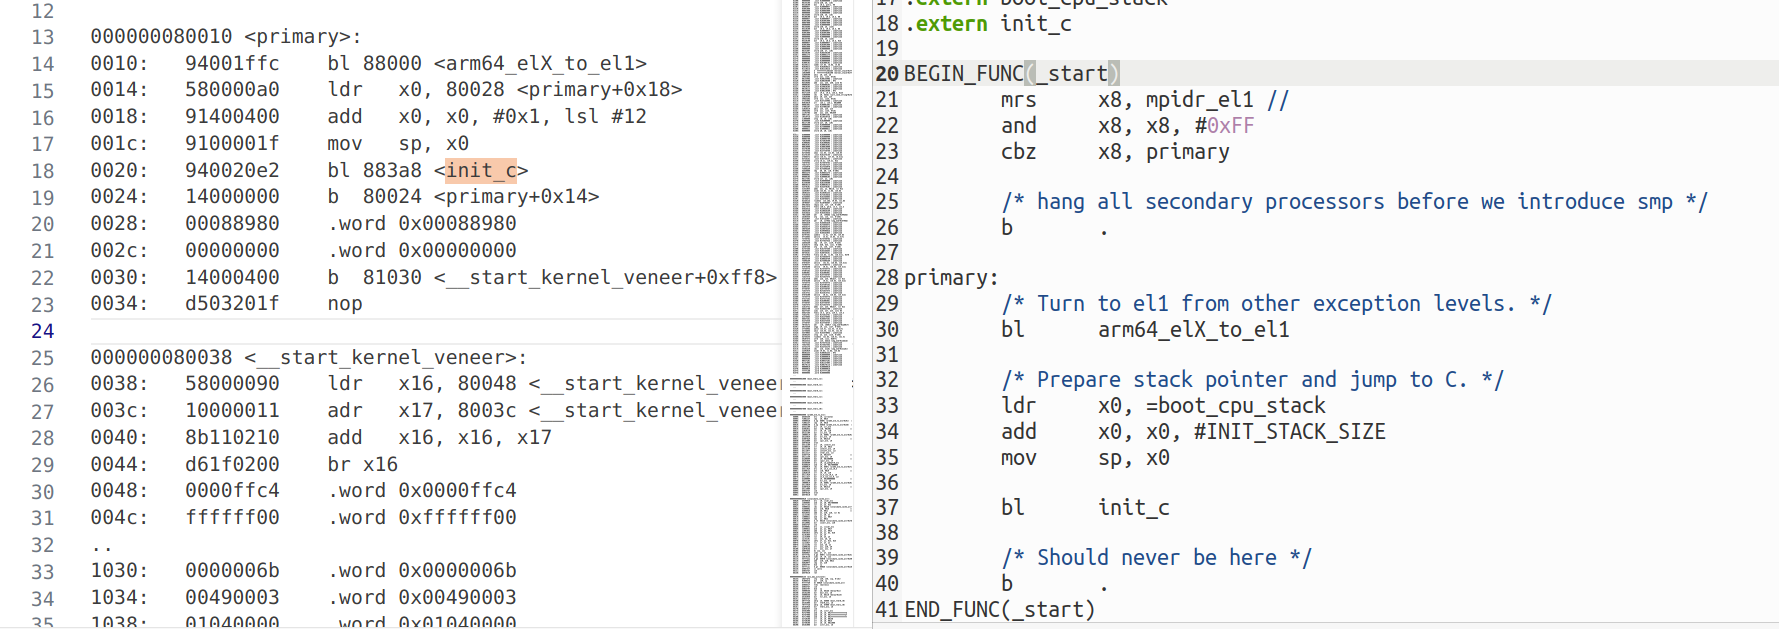 12
13 000000080010 <primary>:
14 0010: 94001ffc bl 88000 <arm64_elX_to_el1>
15 0014: 580000a0 ldr x0, 80028 <primary+0x18>
16 0018: 91400400 add x0, x0, #0x1, lsl #12
17 001c: 9100001f mov sp, x0
18 0020: 940020e2 bl 883a8 <init_c>
19 0024: 14000000 b 80024 <primary+0x14>
20 0028: 00088980 .word 0x00088980
21 002c: 00000000 .word 0x00000000
22 0030: 14000400 b 81030 <__start_kernel_veneer+0xff8>
23 0034: d503201f nop
24
25 000000080038 <__start_kernel_veneer>:
26 0038: 58000090 ldr x16, 80048 <__start_kernel_veneer
27 003c: 10000011 adr x17, 8003c <__start_kernel_veneer
28 0040: 8b110210 add x16, x16, x17
29 0044: d61f0200 br x16
30 0048: 0000ffc4 .word 0x0000ffc4
31 004c: ffffff00 .word 0xffffff00
32 ..
33 1030: 0000006b .word 0x0000006b
34 1034: 00490003 .word 0x00490003
35 1038: 01040000 .word 0x01040000
17 .extern boot_cpu_stack
18 .extern init_c
19
20 BEGIN_FUNC(_start)
21 mrs x8, mpidr_el1 //
22 and x8, x8, #0xFF
23 cbz x8, primary
24
25 /* hang all secondary processors before we introduce smp */
26 b .
27
28 primary:
29 /* Turn to el1 from other exception levels. */
30 bl arm64_elX_to_el1
31
32 /* Prepare stack pointer and jump to C. */
33 ldr x0, =boot_cpu_stack
34 add x0, x0, #INIT_STACK_SIZE
35 mov sp, x0
36
37 bl init_c
38
39 /* Should never be here */
40 b .
41 END_FUNC(_start)